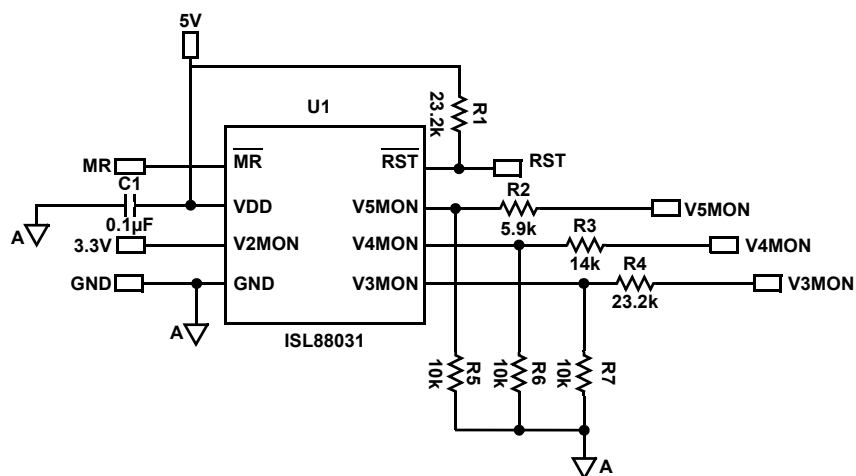 5V
U1
23.2k
R1
MR
MR
RST
RST
C1
R2
VDD
V5MON
V5MON
0.1µF
5.9k
R3
A
3.3V
V2MON
V4MON
V4MON
14k
R4
GND
GND
V3MON
V3MON
23.2k
A
ISL88031
10k
R5
10k
R6
10k
R7
A